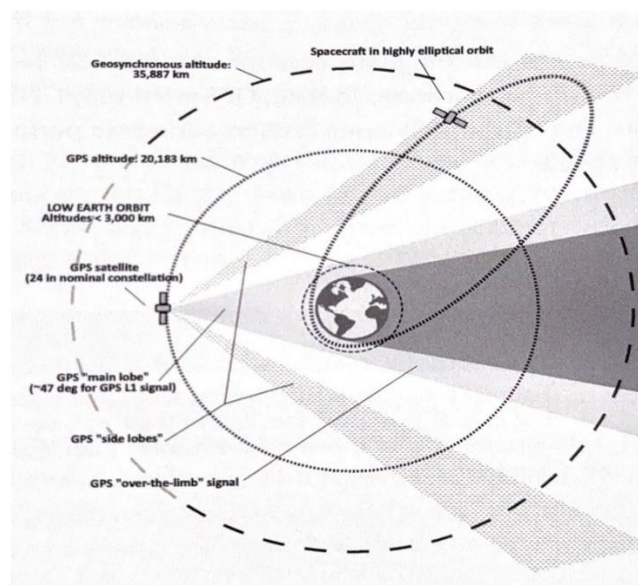 Spacecraft in highly elliptical orbit
Geosynchronous altitude:
35,887 km
GPS altitude: 20,183 km
LOW EARTH ORBIT
Altitudes < 3,000 km
GPS satellite
(24 in nominal constellation)
GPS "main lobe"
(~47 deg for GPS L1 signal)
GPS "side lobes"
GPS "over-the-limb" signal